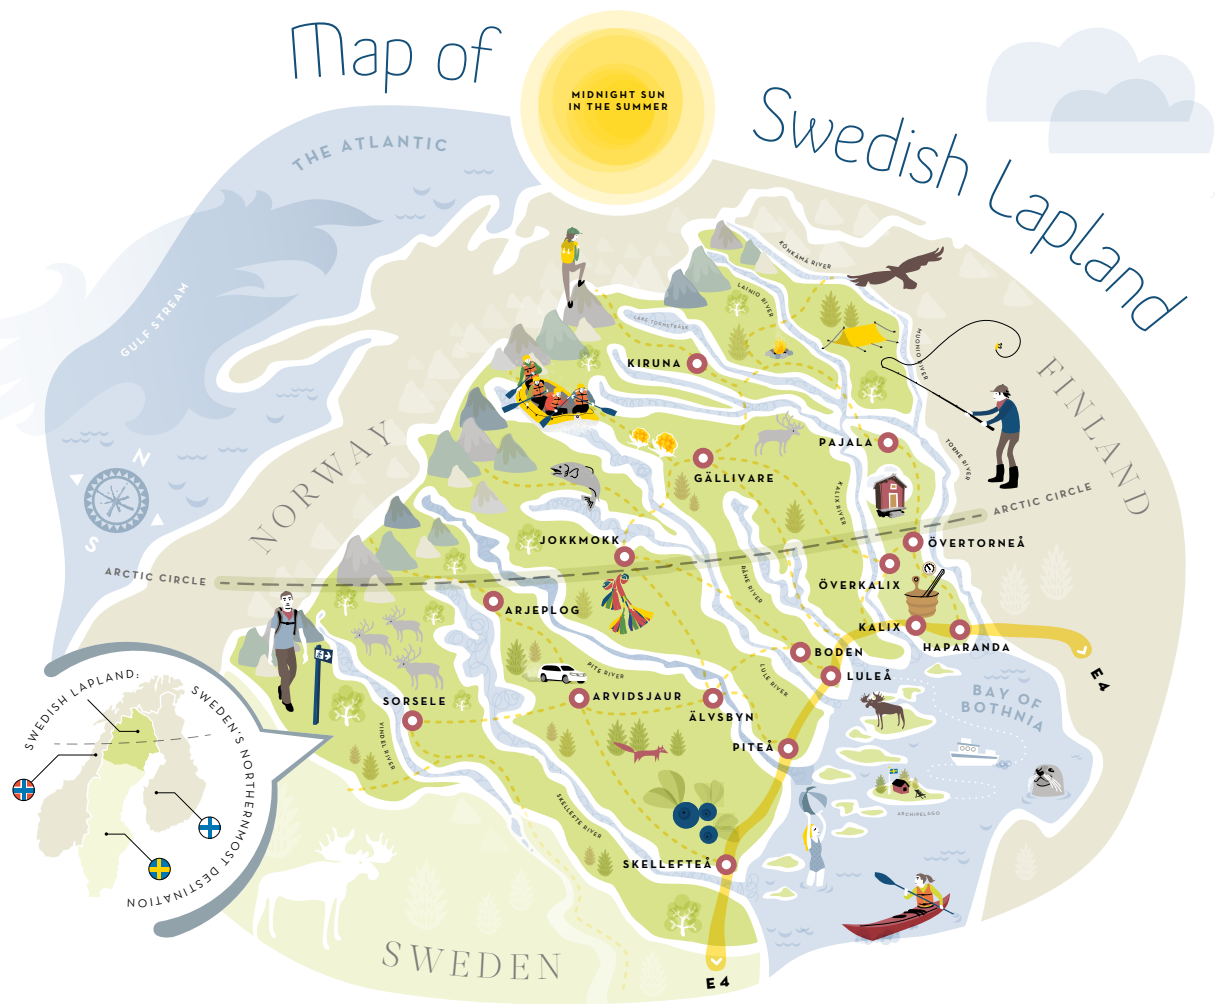 Map of
Swedish Lapland
MIDNIGHT SUN
IN THE SUMMER
THE ATLANTIC
GULF STREAM
KÖNKÄMÄ RIVER
LAINIO RIVER
LAKE TORNETRÄSK
MUONIO RIVER
KIRUNA
FINLAND
NORWAY
PAJALA
TORNE RIVER
GÄLLIVARE
KALIX RIVER
N
S
ARCTIC CIRCLE
ARCTIC CIRCLE
JOKKMOKK
ÖVERTORNEÅ
ÖVERKALIX
RÅNE RIVER
ARJEPLOG
KALIX
HAPARANDA
BODEN
LULEÅ
E4
PITE RIVER
LULE RIVER
ARVIDSJAUR
ÄLVSBYN
SORSELE
VINDEL RIVER
BAY OF
BOTHNIA
PITEÅ
SWEDISH LAPLAND:
SWEDEN'S NORTHERNMOST DESTINATION
SKELLEFTE RIVER
ARCHIPELAGO
SKELLEFTEÅ
SWEDEN
E4